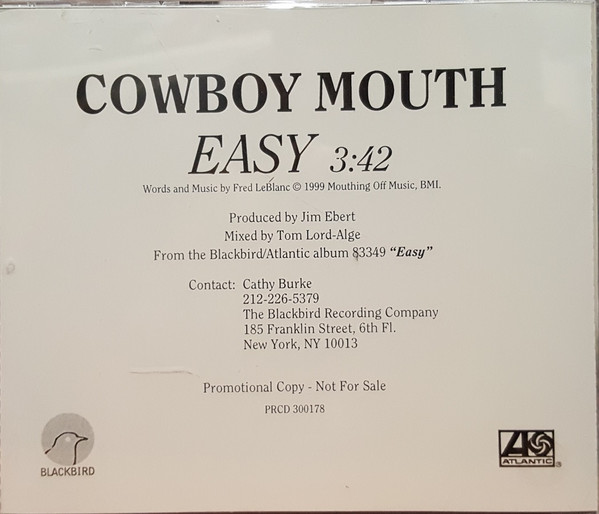 COWBOY MOUTH
EASY 3:42
Words and Music by Fred LeBlanc © 1999 Mouthing Off Music, BMI.
Produced by Jim Ebert
Mixed by Tom Lord-Alge
From the Blackbird/Atlantic album 83349 "Easy"
Contact: Cathy Burke
212-226-5379
The Blackbird Recording Company
185 Franklin Street, 6th Fl.
New York, NY 10013
Promotional Copy - Not For Sale
PRCD 300178
BLACKBIRD
A
ATLANTIC ®